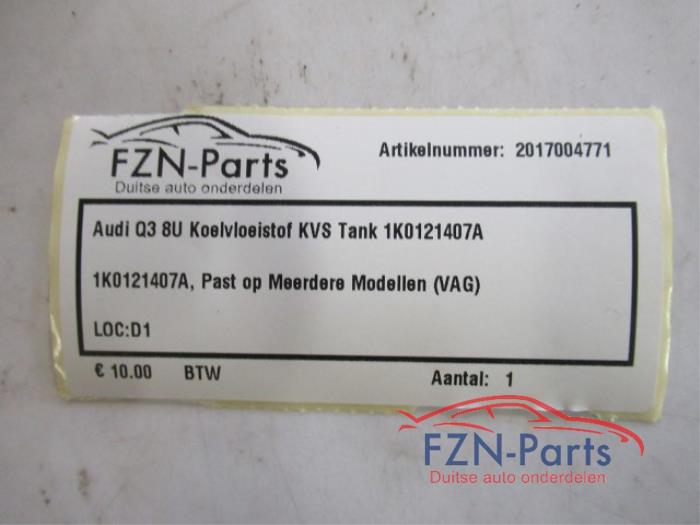 FZN-Parts
Duitse auto onderdelen
Artikelnummer: 2017004771
Audi Q3 8U Koelvloeistof KVS Tank 1K0121407A
1K0121407A, Past op Meerdere Modellen (VAG)
LOC:D1
€ 10.00 BTW Aantal: 1
FZN-Parts
Duitse auto onderdelen